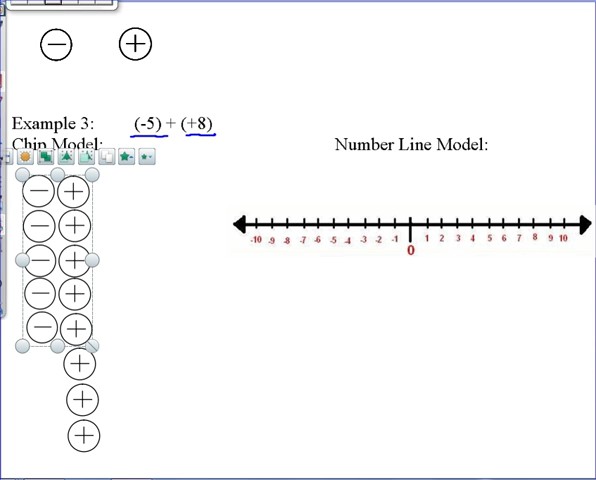 Example 3: (-5) + (+8)
Chip Model:
Number Line Model:
-10 -9 -8 -7 -6 -5 -4 -3 -2 -1 0 1 2 3 4 5 6 7 8 9 10